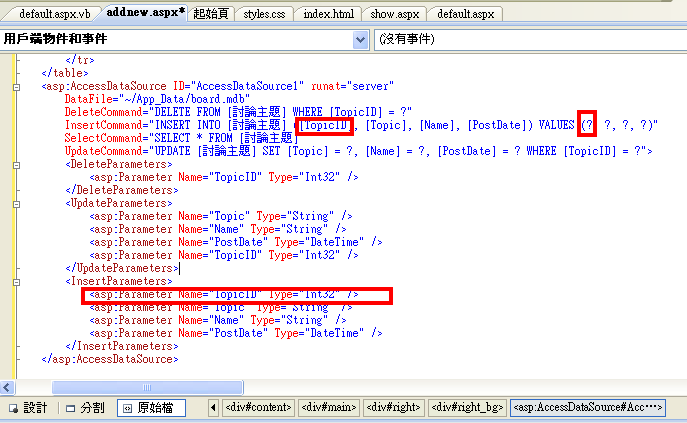 default.aspx.vb addnew.aspx* 起始頁 styles.css index.html show.aspx default.aspx
用戶端物件和事件 (沒有事件)
</tr>
</table>
<asp:AccessDataSource ID="AccessDataSource1" runat="server"
DataFile="~/App_Data/board.mdb"
DeleteCommand="DELETE FROM [討論主題] WHERE [TopicID] = ?"
InsertCommand="INSERT INTO [討論主題] ([TopicID], [Topic], [Name], [PostDate]) VALUES (?, ?, ?, ?)"
SelectCommand="SELECT * FROM [討論主題]"
UpdateCommand="UPDATE [討論主題] SET [Topic] = ?, [Name] = ?, [PostDate] = ? WHERE [TopicID] = ?">
<DeleteParameters>
<asp:Parameter Name="TopicID" Type="Int32" />
</DeleteParameters>
<UpdateParameters>
<asp:Parameter Name="Topic" Type="String" />
<asp:Parameter Name="Name" Type="String" />
<asp:Parameter Name="PostDate" Type="DateTime" />
<asp:Parameter Name="TopicID" Type="Int32" />
</UpdateParameters>
<InsertParameters>
<asp:Parameter Name="TopicID" Type="Int32" />
<asp:Parameter Name="Topic" Type="String" />
<asp:Parameter Name="Name" Type="String" />
<asp:Parameter Name="PostDate" Type="DateTime" />
</InsertParameters>
</asp:AccessDataSource>
設計 分割 原始檔 <div#content> <div#main> <div#right> <div#right_bg> <asp:AccessDataSource#Acc…>